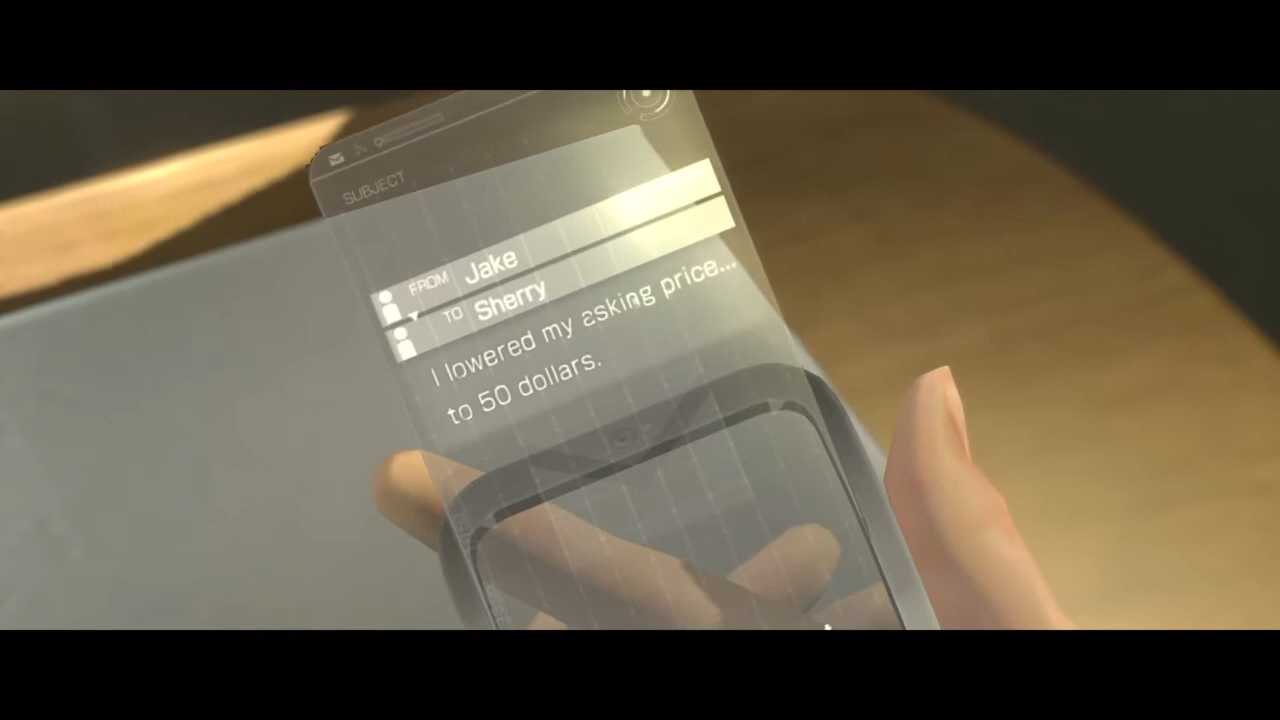 SUBJECT
FROM Jake
TO Sherry
I lowered my asking price...
to 50 dollars.